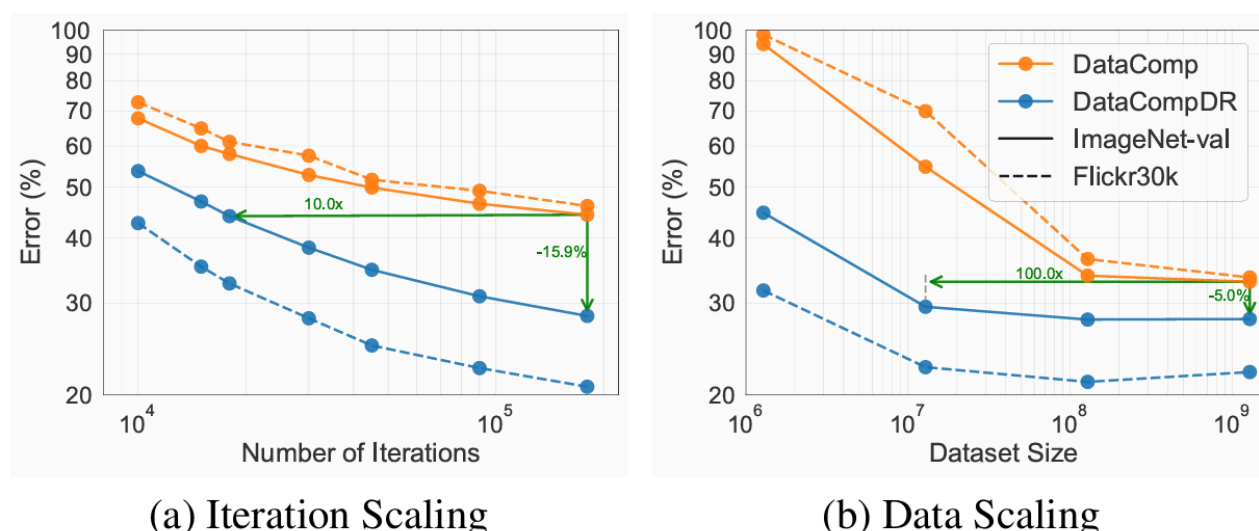 100
90
80
70
60
50
40
30
20
Error (%)
10.0x
-15.9%
10^4
10^5
Number of Iterations
(a) Iteration Scaling
100
90
80
70
60
50
40
30
20
Error (%)
DataComp
DataCompDR
ImageNet-val
Flickr30k
100.0x
-5.0%
10^6
10^7
10^8
10^9
Dataset Size
(b) Data Scaling